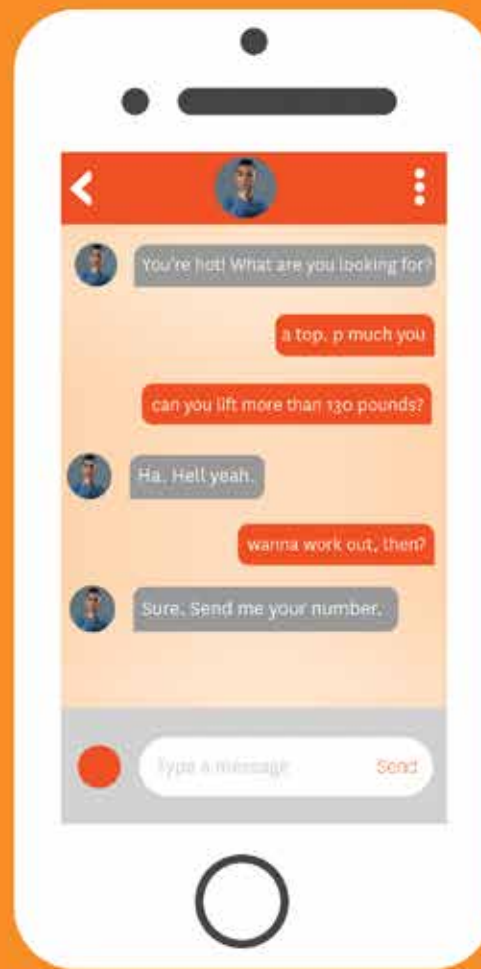 You're hot! What are you looking for?
a top. p much you
can you lift more than 130 pounds?
Ha. Hell yeah.
wanna work out, then?
Sure. Send me your number.
Type a message
Send